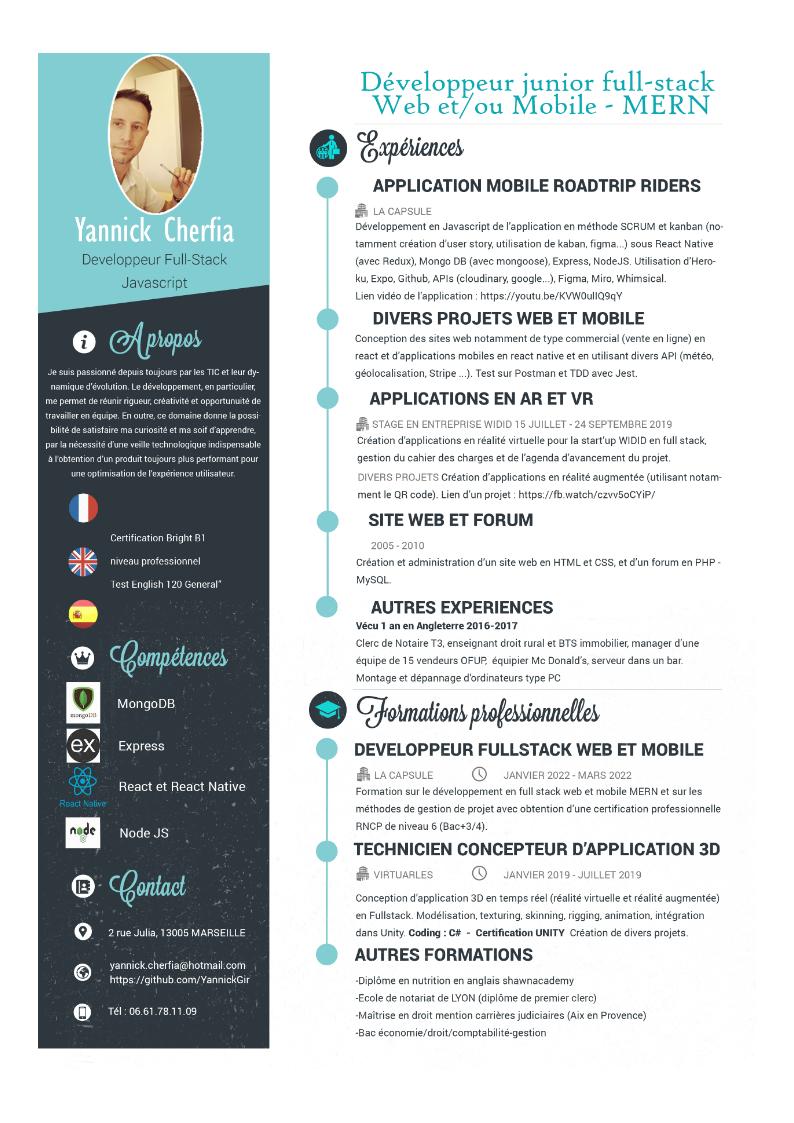 Yannick Cherfia
Developpeur Full-Stack
Javascript
A propos
Je suis passionné depuis toujours par les TIC et leur dy-
namique d'évolution. Le développement, en particulier,
me permet de réunir rigueur, créativité et opportunité de
travailler en équipe. En outre, ce domaine donne la possi-
bilité de satisfaire ma curiosité et ma soif d'apprendre,
par la nécessité d'une veille technologique indispensable
à l'obtention d'un produit toujours plus performant pour
une optimisation de l'expérience utilisateur.
Certification Bright B1
niveau professionnel
Test English 120 General"
Compétences
mongoDB
MongoDB
ex
Express
React Native
React et React Native
node
Node JS
Contact
2 rue Julia, 13005 MARSEILLE
yannick.cherfia@hotmail.com
https://github.com/YannickGir
Tél : 06.61.78.11.09
Développeur junior full-stack
Web et/ou Mobile - MERN
Expériences
APPLICATION MOBILE ROADTRIP RIDERS
LA CAPSULE
Développement en Javascript de l'application en méthode SCRUM et kanban (no-
tamment création d'user story, utilisation de kaban, figma...) sous React Native
(avec Redux), Mongo DB (avec mongoose), Express, NodeJS. Utilisation d'Hero-
ku, Expo, Github, APIs (cloudinary, google...), Figma, Miro, Whimsical.
Lien vidéo de l'application : https://youtu.be/KVW0ulIQ9qY
DIVERS PROJETS WEB ET MOBILE
Conception des sites web notamment de type commercial (vente en ligne) en
react et d'applications mobiles en react native et en utilisant divers API (météo,
géolocalisation, Stripe ...). Test sur Postman et TDD avec Jest.
APPLICATIONS EN AR ET VR
STAGE EN ENTREPRISE WIDID 15 JUILLET - 24 SEPTEMBRE 2019
Création d'applications en réalité virtuelle pour la start'up WIDID en full stack,
gestion du cahier des charges et de l'agenda d'avancement du projet.
DIVERS PROJETS Création d'applications en réalité augmentée (utilisant notam-
ment le QR code). Lien d'un projet : https://fb.watch/czvv5oCYiP/
SITE WEB ET FORUM
2005 - 2010
Création et administration d'un site web en HTML et CSS, et d'un forum en PHP -
MySQL.
AUTRES EXPERIENCES
Vécu 1 an en Angleterre 2016-2017
Clerc de Notaire T3, enseignant droit rural et BTS immobilier, manager d'une
équipe de 15 vendeurs OFUP, équipier Mc Donald's, serveur dans un bar.
Montage et dépannage d'ordinateurs type PC
Formations professionnelles
DEVELOPPEUR FULLSTACK WEB ET MOBILE
LA CAPSULE JANVIER 2022 - MARS 2022
Formation sur le développement en full stack web et mobile MERN et sur les
méthodes de gestion de projet avec obtention d'une certification professionnelle
RNCP de niveau 6 (Bac+3/4).
TECHNICIEN CONCEPTEUR D'APPLICATION 3D
VIRTUARLES JANVIER 2019 - JUILLET 2019
Conception d'application 3D en temps réel (réalité virtuelle et réalité augmentée)
en Fullstack. Modélisation, texturing, skinning, rigging, animation, intégration
dans Unity. Coding : C# - Certification UNITY Création de divers projets.
AUTRES FORMATIONS
-Diplôme en nutrition en anglais shawnacademy
-Ecole de notariat de LYON (diplôme de premier clerc)
-Maîtrise en droit mention carrières judiciaires (Aix en Provence)
-Bac économie/droit/comptabilité-gestion